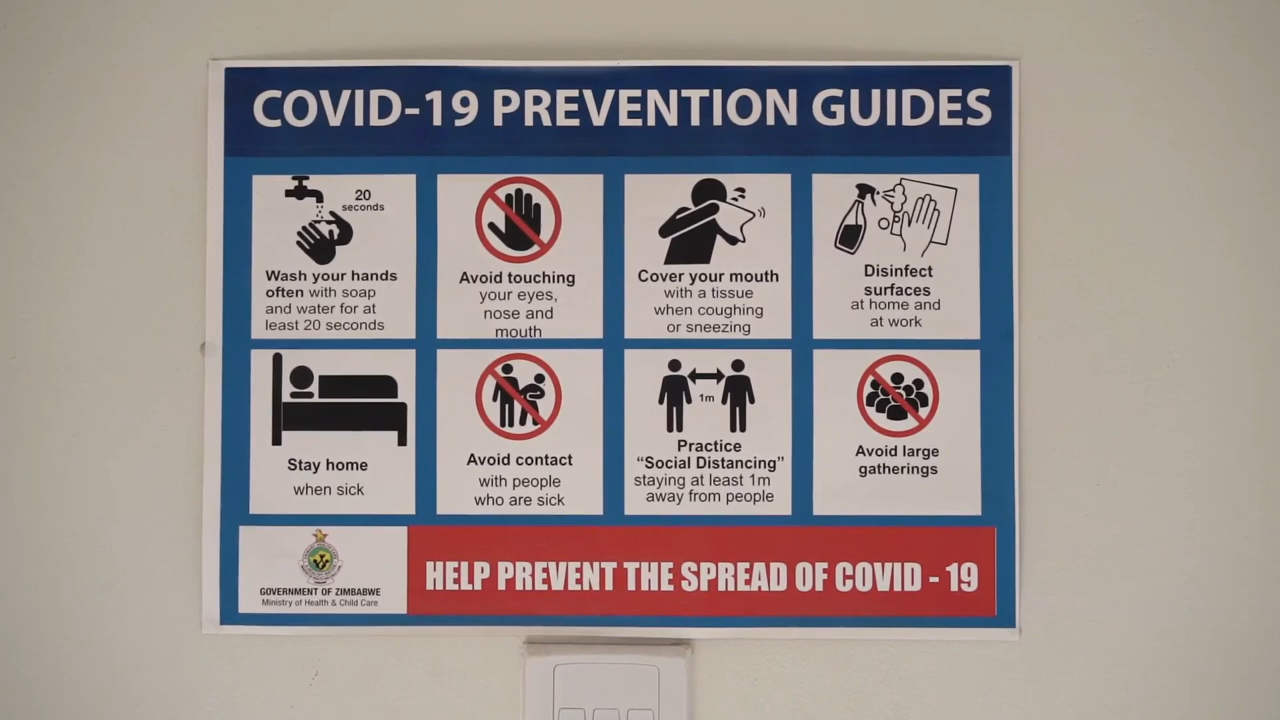 COVID-19 PREVENTION GUIDES
20
seconds
Wash your hands
often with soap
and water for at
least 20 seconds
Avoid touching
your eyes,
nose and
mouth
Cover your mouth
with a tissue
when coughing
or sneezing
Disinfect
surfaces
at home and
at work
Stay home
when sick
Avoid contact
with people
who are sick
1m
Practice
“Social Distancing”
staying at least 1m
away from people
Avoid large
gatherings
GOVERNMENT OF ZIMBABWE
Ministry of Health & Child Care
HELP PREVENT THE SPREAD OF COVID - 19